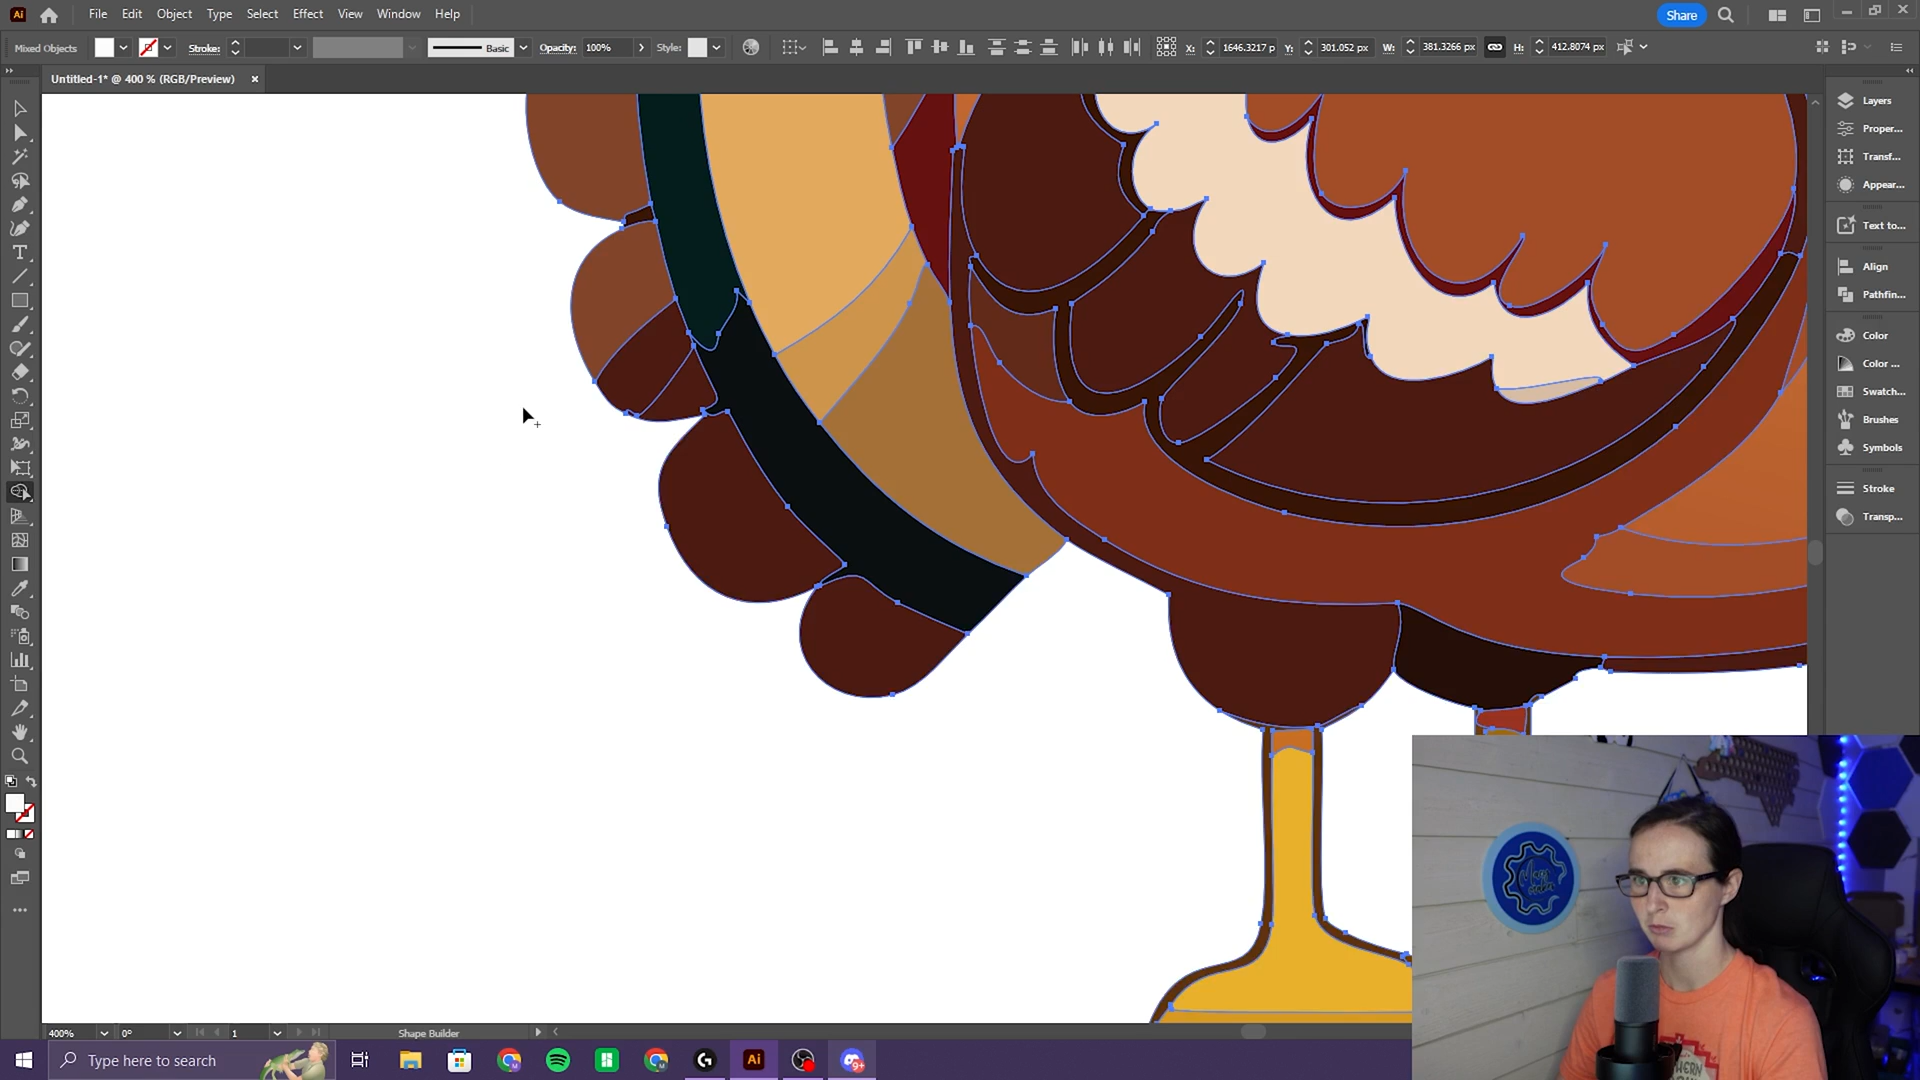 Ai File Edit Object Type Select Effect View Window Help Share
Mixed Objects Stroke: Basic Opacity: 100% Style: X: 1646.3217 p Y: 301.052 px W: 381.3266 px H: 412.8074 px
Untitled-1* @ 400 % (RGB/Preview) ×
Layers
Proper...
Transf...
Appear...
Text to...
Align
Pathfin...
Color
Color ...
Swatch...
Brushes
Symbols
Stroke
Transp...
T
400% 0° 1 Shape Builder
Type here to search
Ai
9+